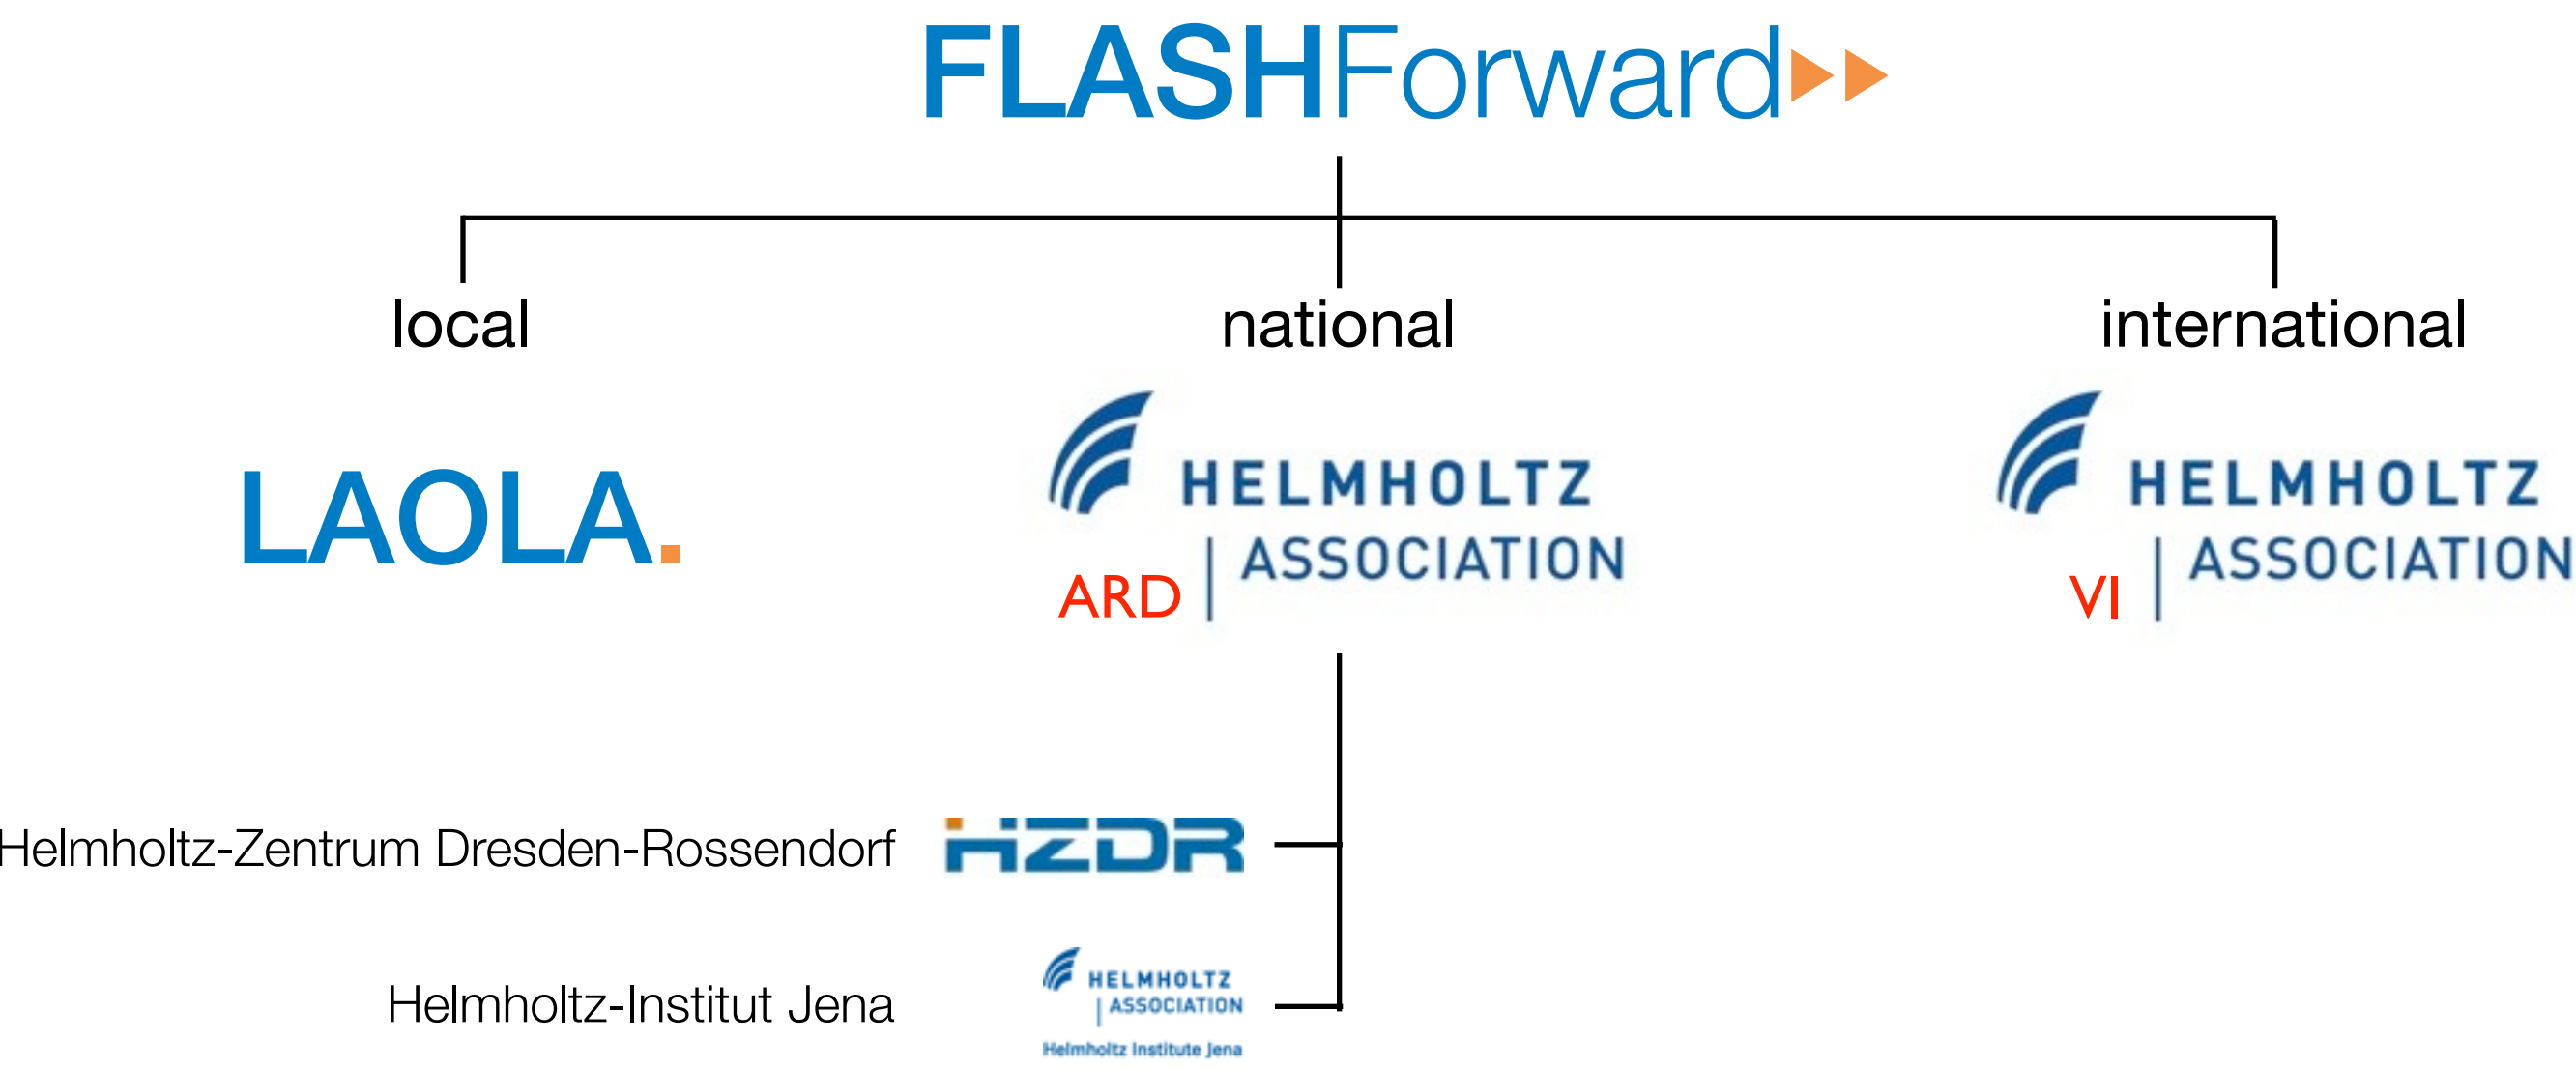 FLASHForward
local
national
international
LAOLA.
HELMHOLTZ
ASSOCIATION
ARD
HELMHOLTZ
ASSOCIATION
VI
Helmholtz-Zentrum Dresden-Rossendorf
HZDR
Helmholtz-Institut Jena
HELMHOLTZ
ASSOCIATION
Helmholtz Institute Jena